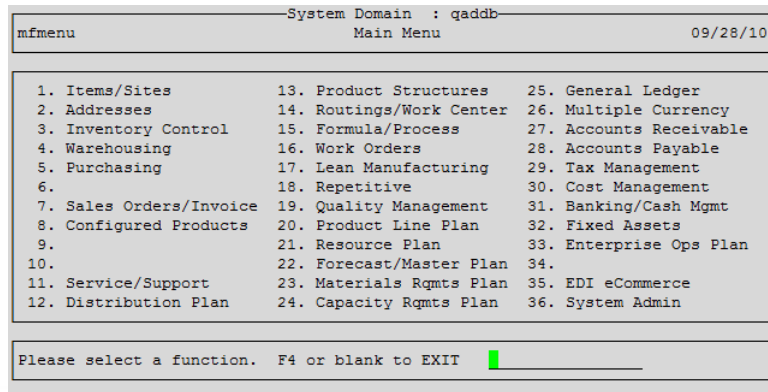 System Domain : qaddb
mfmenu Main Menu 09/28/10
1. Items/Sites 13. Product Structures 25. General Ledger
2. Addresses 14. Routings/Work Center 26. Multiple Currency
3. Inventory Control 15. Formula/Process 27. Accounts Receivable
4. Warehousing 16. Work Orders 28. Accounts Payable
5. Purchasing 17. Lean Manufacturing 29. Tax Management
6. 18. Repetitive 30. Cost Management
7. Sales Orders/Invoice 19. Quality Management 31. Banking/Cash Mgmt
8. Configured Products 20. Product Line Plan 32. Fixed Assets
9. 21. Resource Plan 33. Enterprise Ops Plan
10. 22. Forecast/Master Plan 34.
11. Service/Support 23. Materials Rqmts Plan 35. EDI eCommerce
12. Distribution Plan 24. Capacity Rqmts Plan 36. System Admin
Please select a function. F4 or blank to EXIT